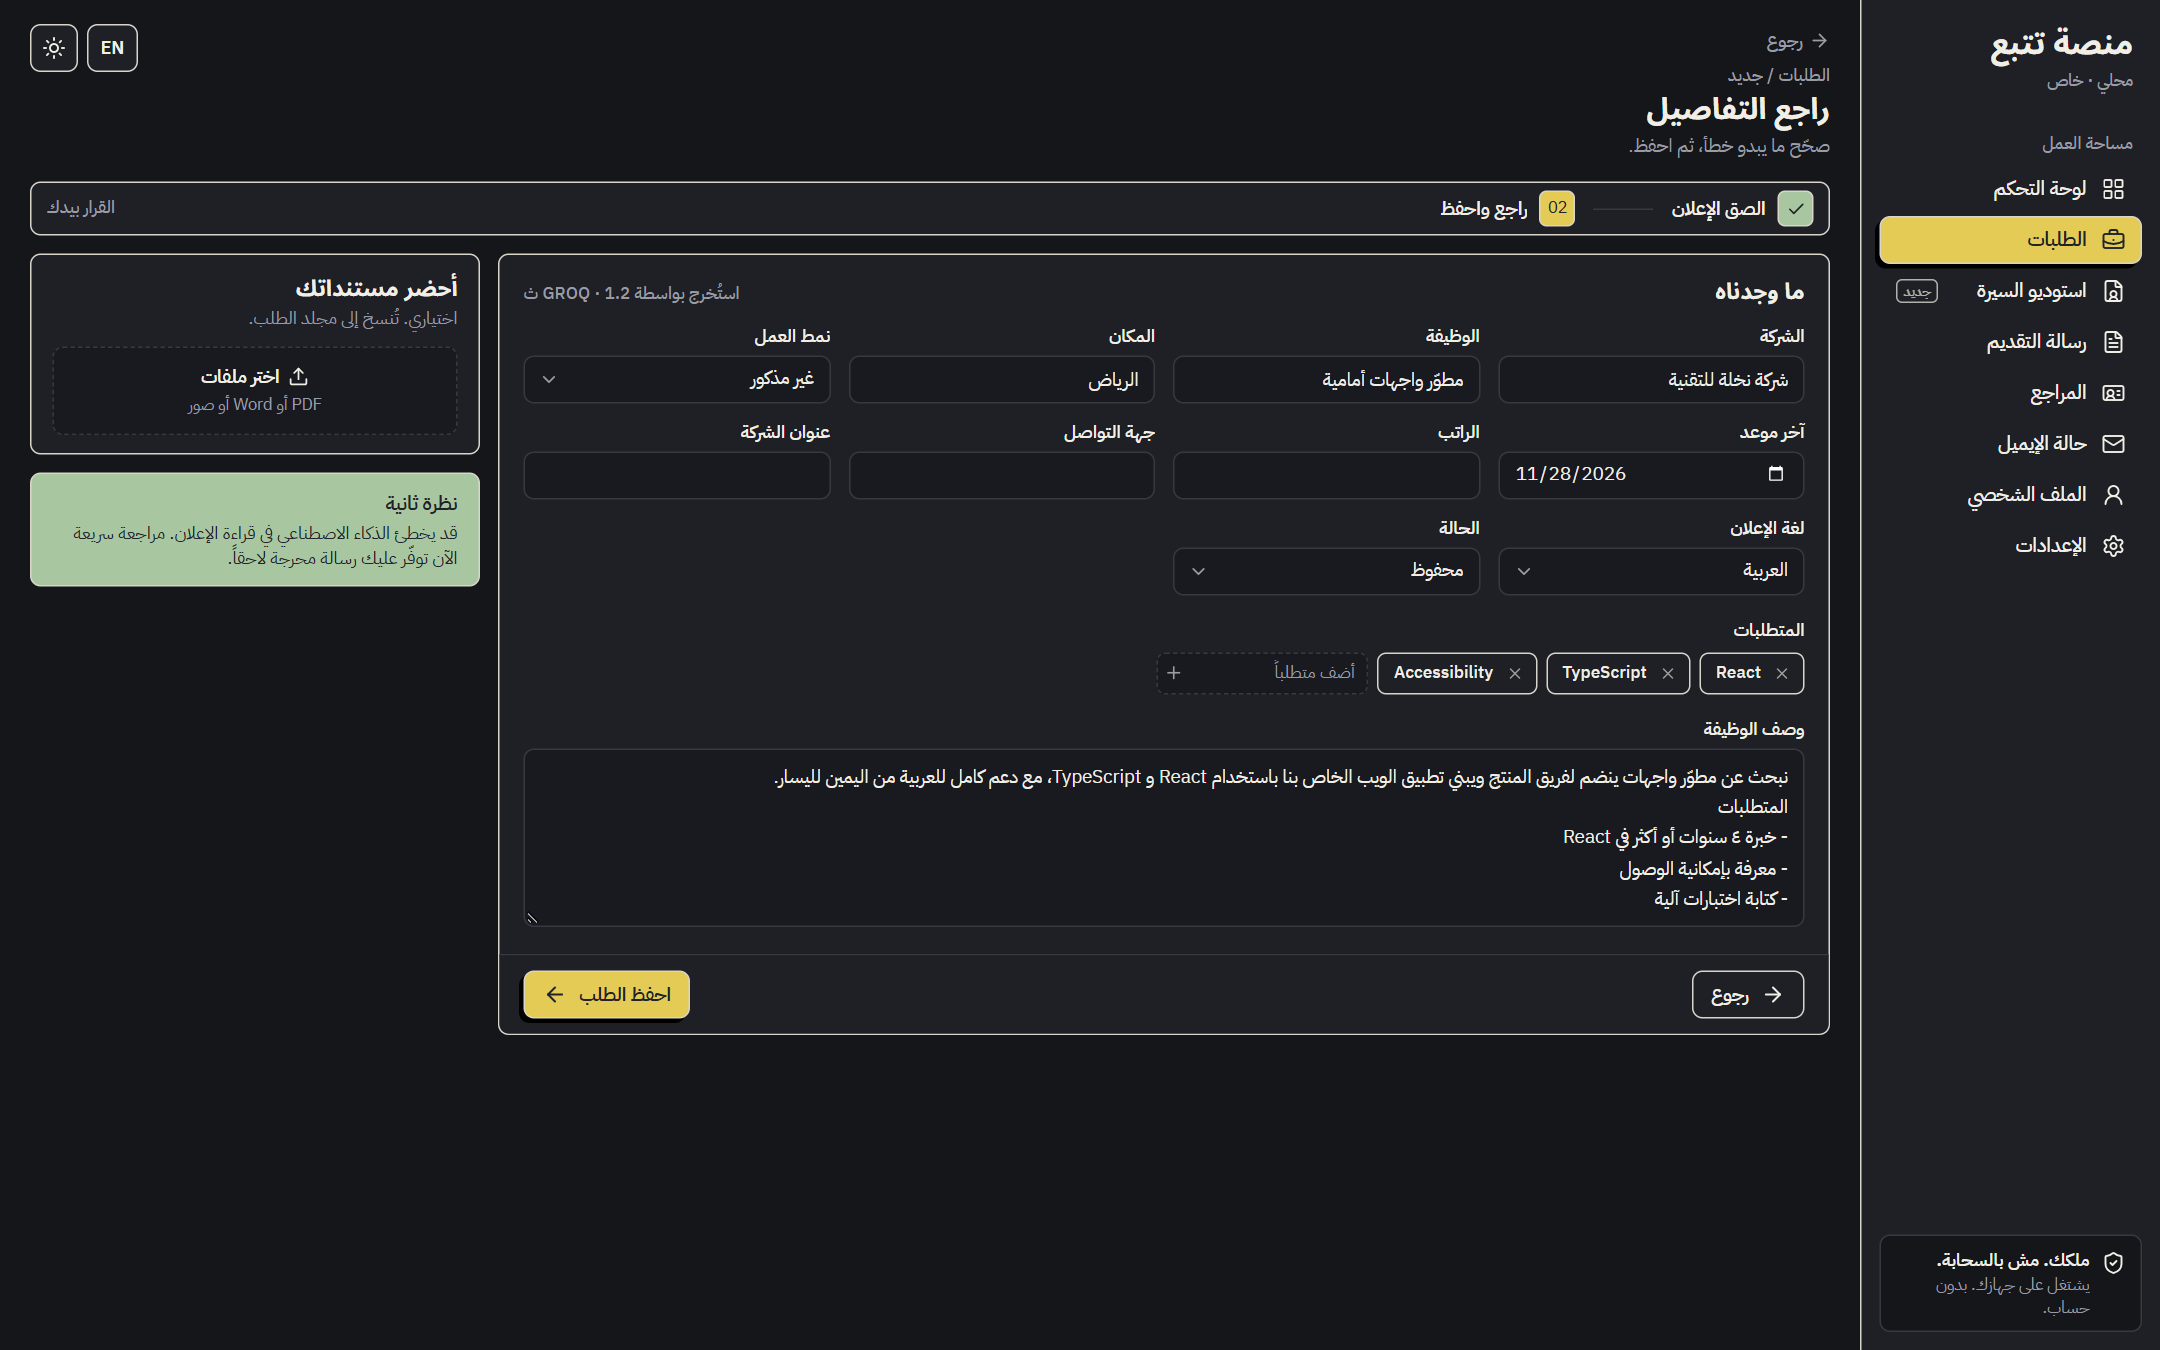 منصة تتبع
محلي · خاص
مساحة العمل
لوحة التحكم
الطلبات
استوديو السيرة
جديد
رسالة التقديم
المراجع
حالة الإيميل
الملف الشخصي
الإعدادات
ملكك. مش بالسحابة.
يشتغل على جهازك. بدون
حساب.
رجوع
EN
الطلبات / جديد
راجع التفاصيل
صحّح ما يبدو خطأ، ثم احفظ.
الصق الإعلان
02 راجع واحفظ
القرار بيدك
ما وجدناه
استُخرج بواسطة GROQ · 1.2 ث
الشركة
شركة نخلة للتقنية
الوظيفة
مطوّر واجهات أمامية
المكان
الرياض
نمط العمل
غير مذكور
آخر موعد
11/28/2026
الراتب
جهة التواصل
عنوان الشركة
لغة الإعلان
العربية
الحالة
محفوظ
المتطلبات
React
TypeScript
Accessibility
أضف متطلباً
وصف الوظيفة
نبحث عن مطوّر واجهات ينضم لفريق المنتج ويبني تطبيق الويب الخاص بنا باستخدام React و TypeScript، مع دعم كامل للعربية من اليمين لليسار.
المتطلبات
- خبرة ٤ سنوات أو أكثر في React
- معرفة بإمكانية الوصول
- كتابة اختبارات آلية
رجوع
احفظ الطلب
أحضر مستنداتك
اختياري. تُنسخ إلى مجلد الطلب.
اختر ملفات
PDF أو Word أو صور
نظرة ثانية
قد يخطئ الذكاء الاصطناعي في قراءة الإعلان. مراجعة سريعة
الآن توفّر عليك رسالة محرجة لاحقاً.